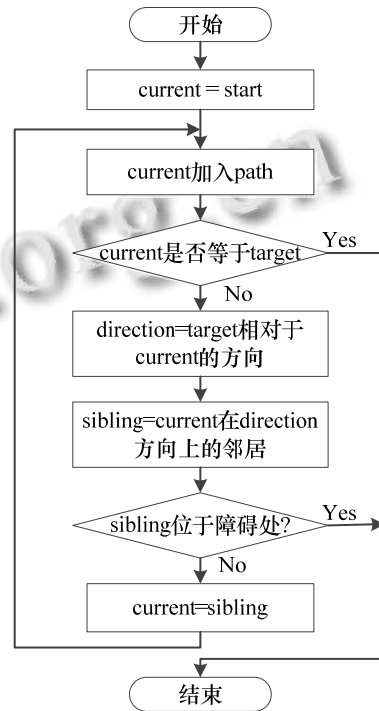 开始
current = start
current加入path
current是否等于target
Yes
No
direction=target相对于
current的方向
sibling=current在direction
方向上的邻居
sibling位于障碍处?
Yes
No
current=sibling
结束
.org.cn